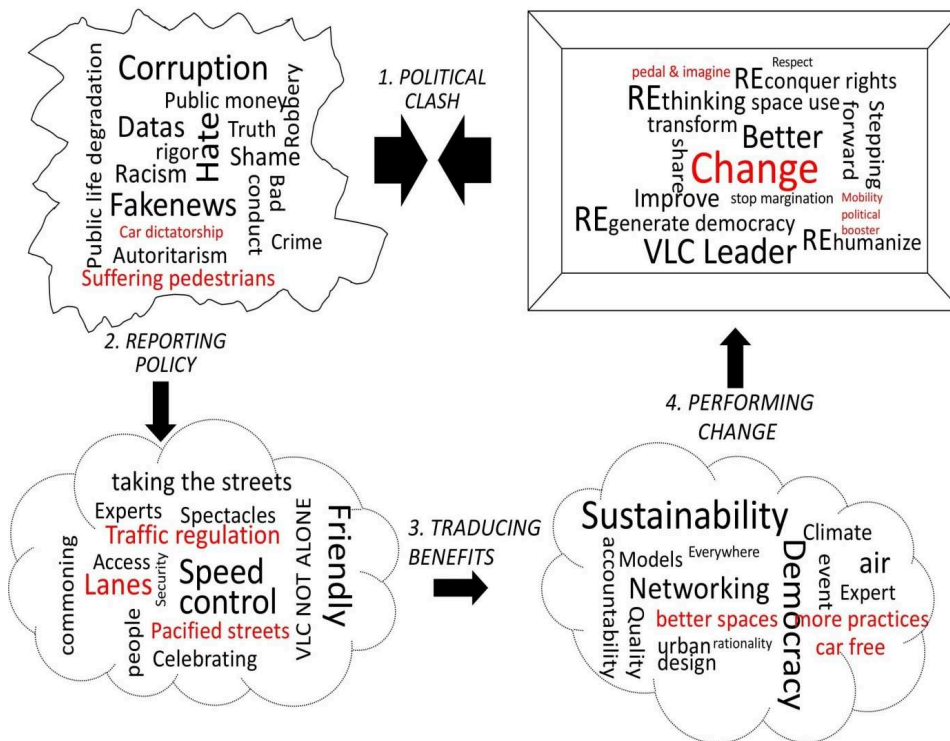 Public life degradation
Corruption
Public money
Robbery
Datas
Hate
Truth
rigor
Shame
Racism
conduct
Bad
Fakenews
Car dictatorship
Crime
Autoritarism
Suffering pedestrians
1. POLITICAL
CLASH
Respect
pedal & imagine
REconquer rights
REthinking space use
transform
Better
forward
Stepping
share
Change
Improve
stop margination
Mobility
political
booster
REgenerate democracy
REhumanize
VLC Leader
2. REPORTING
POLICY
taking the streets
Experts
Spectacles
Traffic regulation
Access
Security
Lanes
Speed
control
commoning
people
Pacified streets
Celebrating
VLC NOT ALONE
Friendly
3. TRADUCING
BENEFITS
4. PERFORMING
CHANGE
Sustainability
Climate
accountability
Models
Everywhere
Democracy
event
air
Networking
Expert
Quality
better spaces
more practices
urban
design
rationality
car free